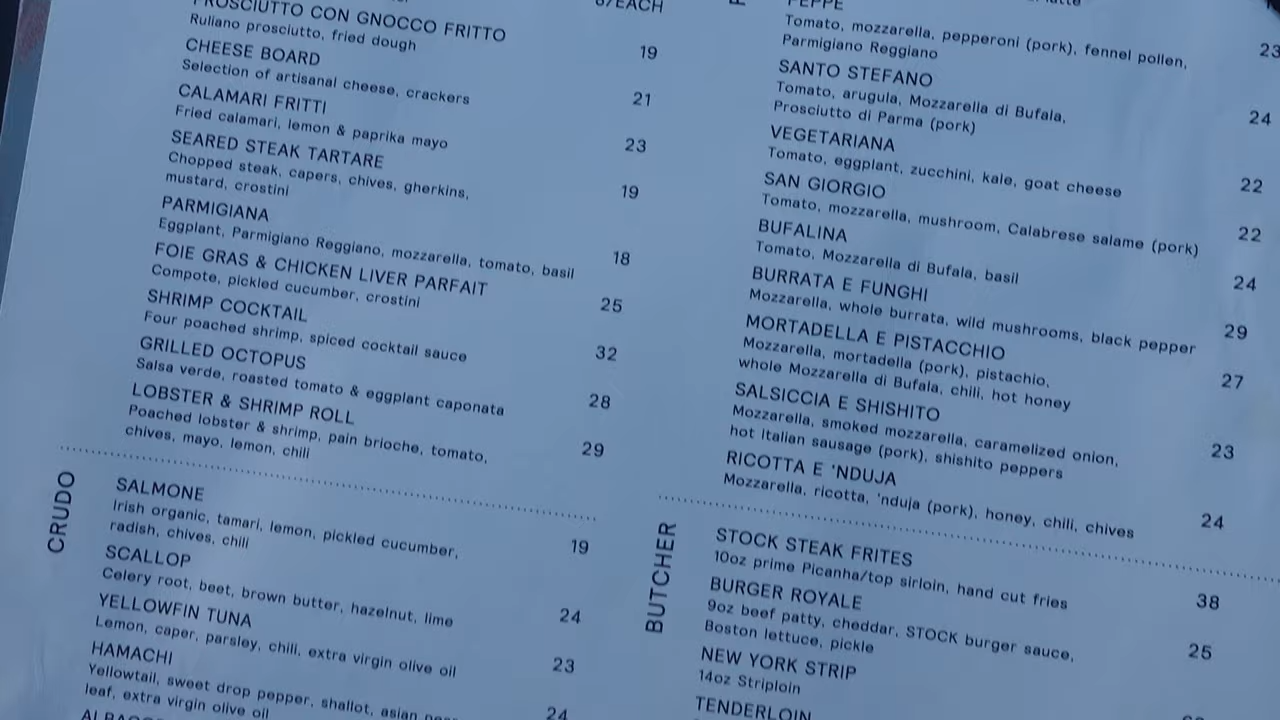 PROSCIUTTO CON GNOCCO FRITTO
Ruliano prosciutto, fried dough 19
CHEESE BOARD
Selection of artisanal cheese, crackers 21
CALAMARI FRITTI
Fried calamari, lemon & paprika mayo 23
SEARED STEAK TARTARE
Chopped steak, capers, chives, gherkins, 19
mustard, crostini
PARMIGIANA
Eggplant, Parmigiano Reggiano, mozzarella, tomato, basil 18
FOIE GRAS & CHICKEN LIVER PARFAIT
Compote, pickled cucumber, crostini 25
SHRIMP COCKTAIL
Four poached shrimp, spiced cocktail sauce 32
GRILLED OCTOPUS
Salsa verde, roasted tomato & eggplant caponata 28
LOBSTER & SHRIMP ROLL
Poached lobster & shrimp, pain brioche, tomato, 29
chives, mayo, lemon, chili
CRUDO
SALMONE
Irish organic, tamari, lemon, pickled cucumber, 19
radish, chives, chili
SCALLOP
Celery root, beet, brown butter, hazelnut, lime 24
YELLOWFIN TUNA
Lemon, caper, parsley, chili, extra virgin olive oil 23
HAMACHI
Yellowtail, sweet drop pepper, shallot, asian 24
leaf, extra virgin olive oil
/EACH
PEPPE
Tomato, mozzarella, pepperoni (pork), fennel pollen, 23
Parmigiano Reggiano
SANTO STEFANO
Tomato, arugula, Mozzarella di Bufala, 24
Prosciutto di Parma (pork)
VEGETARIANA
Tomato, eggplant, zucchini, kale, goat cheese 22
SAN GIORGIO
Tomato, mozzarella, mushroom, Calabrese salame (pork) 22
BUFALINA
Tomato, Mozzarella di Bufala, basil 24
BURRATA E FUNGHI
Mozzarella, whole burrata, wild mushrooms, black pepper 29
MORTADELLA E PISTACCHIO
Mozzarella, mortadella (pork), pistachio, 27
whole Mozzarella di Bufala, chili, hot honey
SALSICCIA E SHISHITO
Mozzarella, smoked mozzarella, caramelized onion, 23
hot Italian sausage (pork), shishito peppers
RICOTTA E 'NDUJA
Mozzarella, ricotta, 'nduja (pork), honey, chili, chives 24
BUTCHER
STOCK STEAK FRITES
10oz prime Picanha/top sirloin, hand cut fries 38
BURGER ROYALE
9oz beef patty, cheddar, STOCK burger sauce, 25
Boston lettuce, pickle
NEW YORK STRIP
14oz Striploin
TENDERLOIN